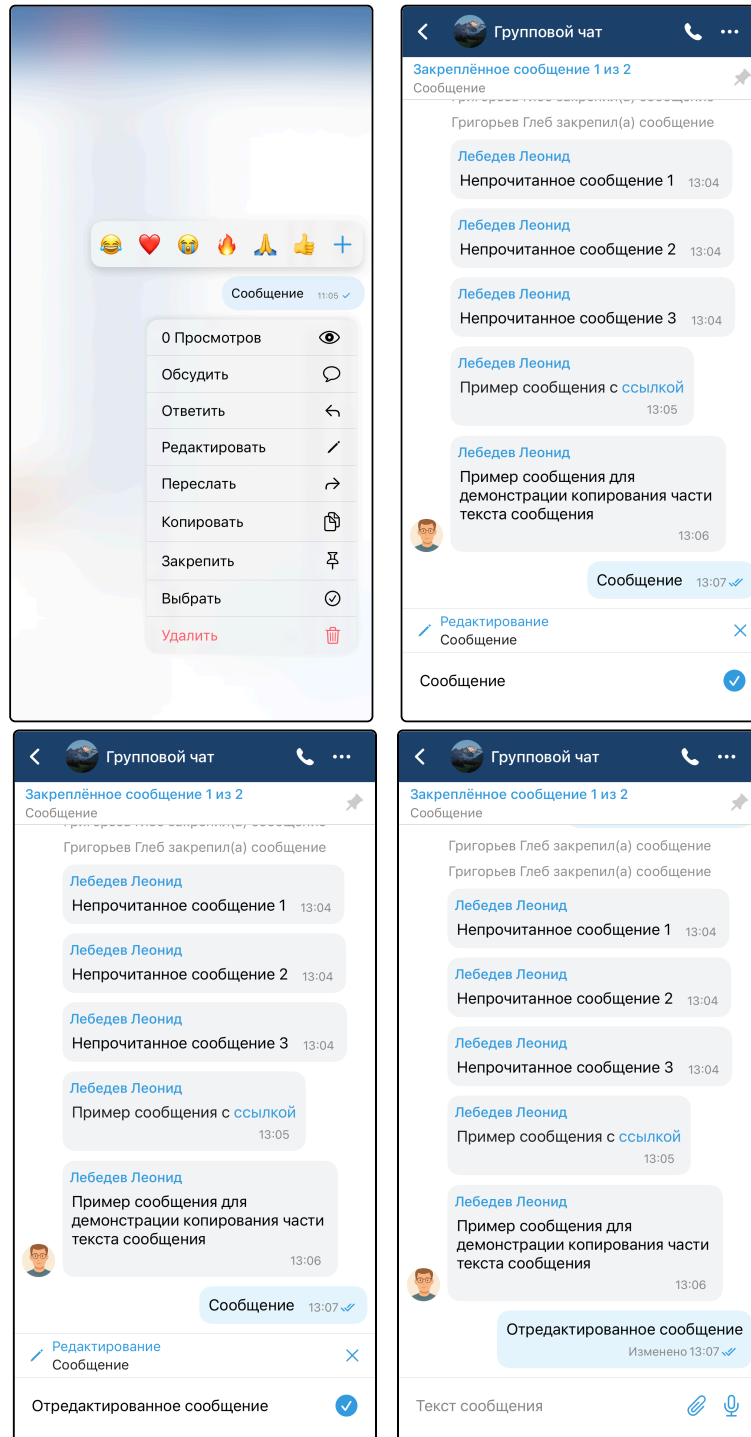 Сообщение 11:05
0 Просмотров
Обсудить
Ответить
Редактировать
Переслать
Копировать
Закрепить
Выбрать
Удалить
Групповой чат
Закреплённое сообщение 1 из 2
Сообщение
Григорьев Глеб закрепил(а) сообщение
Григорьев Глеб закрепил(а) сообщение
Лебедев Леонид
Непрочитанное сообщение 1 13:04
Лебедев Леонид
Непрочитанное сообщение 2 13:04
Лебедев Леонид
Непрочитанное сообщение 3 13:04
Лебедев Леонид
Пример сообщения с ссылкой
13:05
Лебедев Леонид
Пример сообщения для
демонстрации копирования части
текста сообщения
13:06
Сообщение 13:07
Редактирование
Сообщение
Сообщение
Групповой чат
Закреплённое сообщение 1 из 2
Сообщение
Григорьев Глеб закрепил(а) сообщение
Григорьев Глеб закрепил(а) сообщение
Лебедев Леонид
Непрочитанное сообщение 1 13:04
Лебедев Леонид
Непрочитанное сообщение 2 13:04
Лебедев Леонид
Непрочитанное сообщение 3 13:04
Лебедев Леонид
Пример сообщения с ссылкой
13:05
Лебедев Леонид
Пример сообщения для
демонстрации копирования части
текста сообщения
13:06
Сообщение 13:07
Редактирование
Сообщение
Отредактированное сообщение
Групповой чат
Закреплённое сообщение 1 из 2
Сообщение
Григорьев Глеб закрепил(а) сообщение
Григорьев Глеб закрепил(а) сообщение
Лебедев Леонид
Непрочитанное сообщение 1 13:04
Лебедев Леонид
Непрочитанное сообщение 2 13:04
Лебедев Леонид
Непрочитанное сообщение 3 13:04
Лебедев Леонид
Пример сообщения с ссылкой
13:05
Лебедев Леонид
Пример сообщения для
демонстрации копирования части
текста сообщения
13:06
Отредактированное сообщение
Изменено 13:07
Текст сообщения